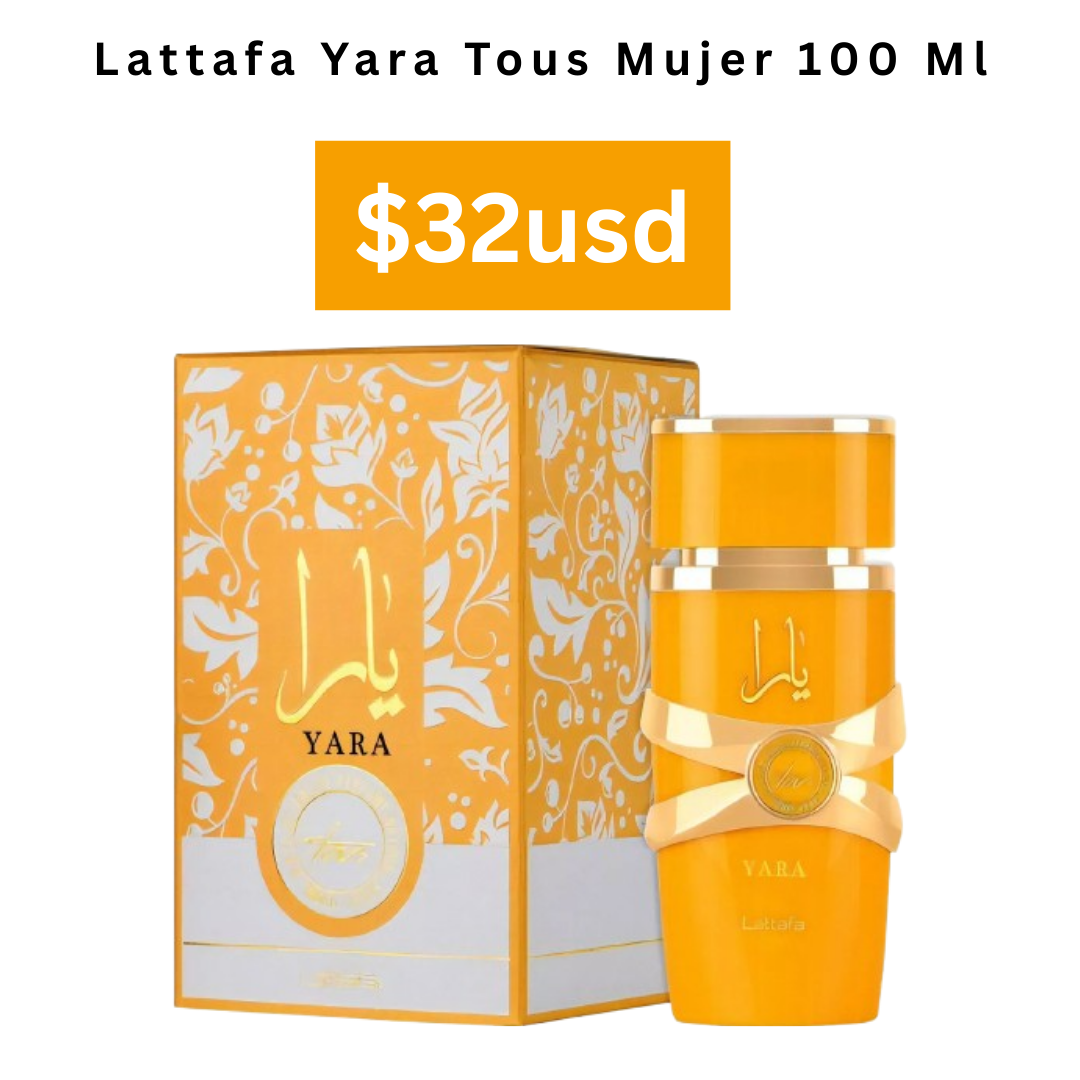 Lattafa Yara Tous Mujer 100 Ml
$32usd
يارا
YARA
يارا
YARA
Lattafa